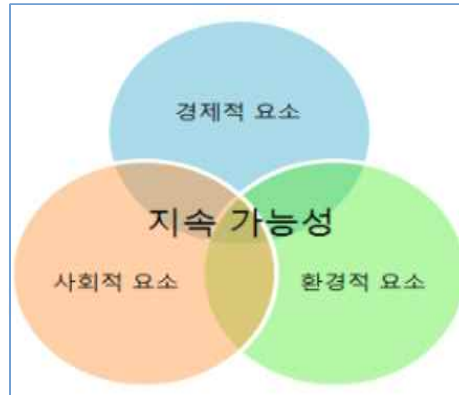 경제적 요소
지속 가능성
사회적 요소
환경적 요소